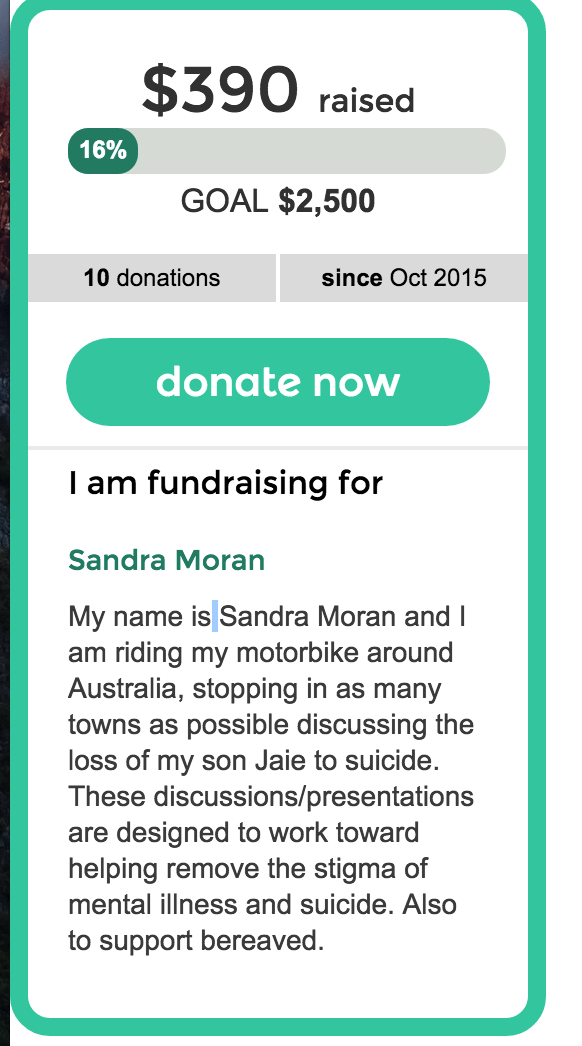 $390 raised
16%
GOAL $2,500
10 donations
since Oct 2015
donate now
I am fundraising for
Sandra Moran
My name is Sandra Moran and I
am riding my motorbike around
Australia, stopping in as many
towns as possible discussing the
loss of my son Jaie to suicide.
These discussions/presentations
are designed to work toward
helping remove the stigma of
mental illness and suicide. Also
to support bereaved.